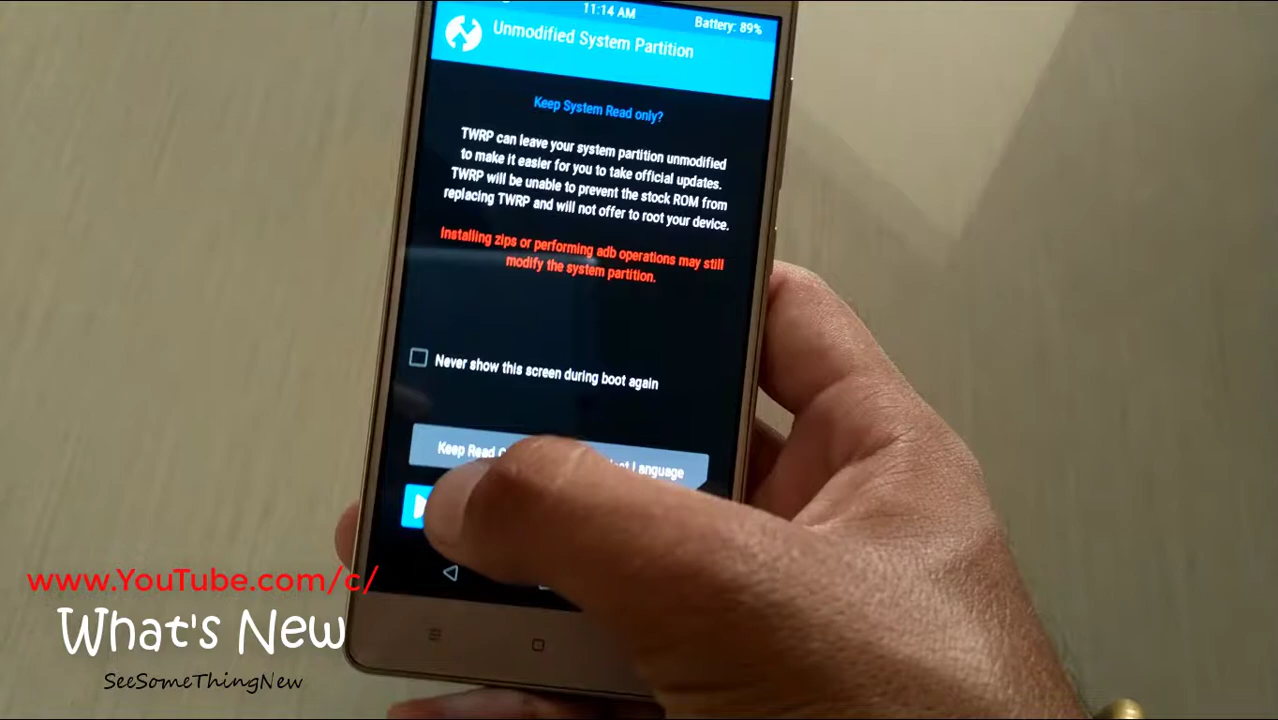 11:14 AM
Battery: 89%
Unmodified System Partition
Keep System Read only?
TWRP can leave your system partition unmodified
to make it easier for you to take official updates.
TWRP will be unable to prevent the stock ROM from
replacing TWRP and will not offer to root your device.
Installing zips or performing adb operations may still
modify the system partition.
Never show this screen during boot again
Keep Read
Language
www.YouTube.com/c/
What's New
SeeSomeThingNew